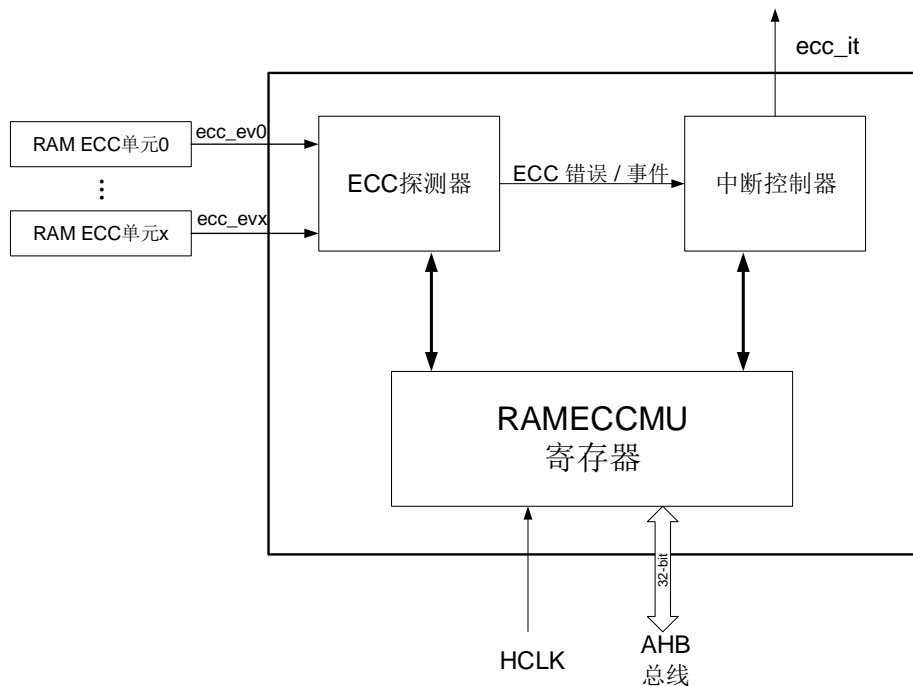 ecc_it
RAM ECC单元0
ecc_ev0
⋮
RAM ECC单元x
ecc_evx
ECC探测器
ECC 错误 / 事件
中断控制器
RAMECCMU
寄存器
32-bit
HCLK
AHB
总线